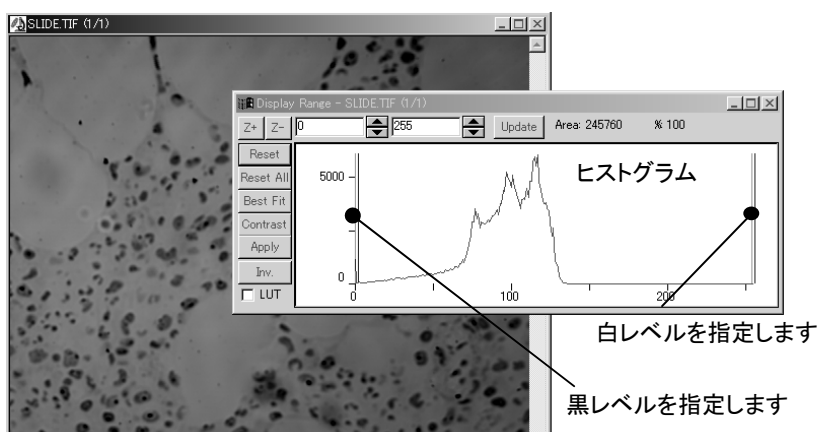 SLIDE.TIF (1/1)
Display Range - SLIDE.TIF (1/1)
Z+ Z- 0 255 Update Area: 245760 % 100
Reset
Reset All
Best Fit
Contrast
Apply
Inv.
LUT
ヒストグラム
5000
0
0 100 200
白レベルを指定します
黒レベルを指定します